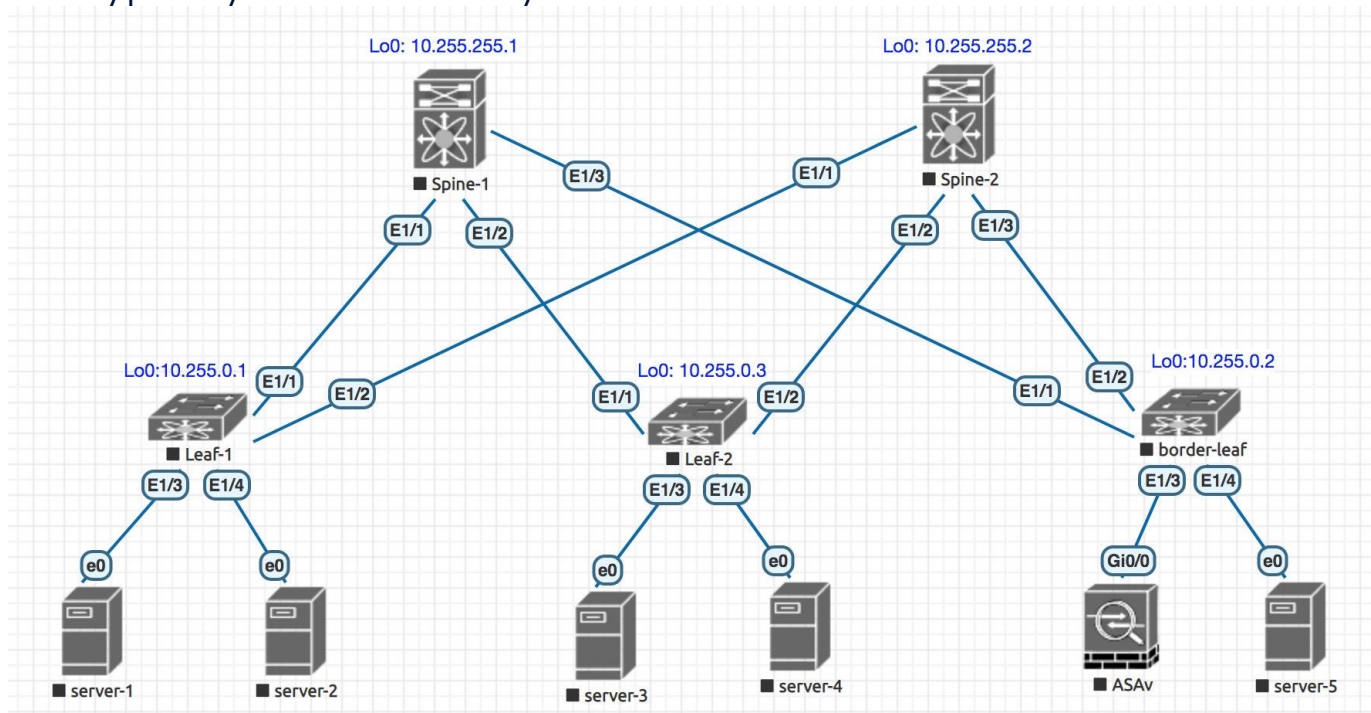 Lo0: 10.255.255.1
Lo0: 10.255.255.2
E1/3
E1/1
Spine-1
Spine-2
E1/1
E1/2
E1/2
E1/3
Lo0:10.255.0.1
Lo0: 10.255.0.3
Lo0:10.255.0.2
E1/1
E1/2
E1/1
E1/2
E1/1
E1/2
Leaf-1
Leaf-2
border-leaf
E1/3
E1/4
E1/3
E1/4
E1/3
E1/4
e0
e0
e0
e0
Gi0/0
e0
server-1
server-2
server-3
server-4
ASAv
server-5